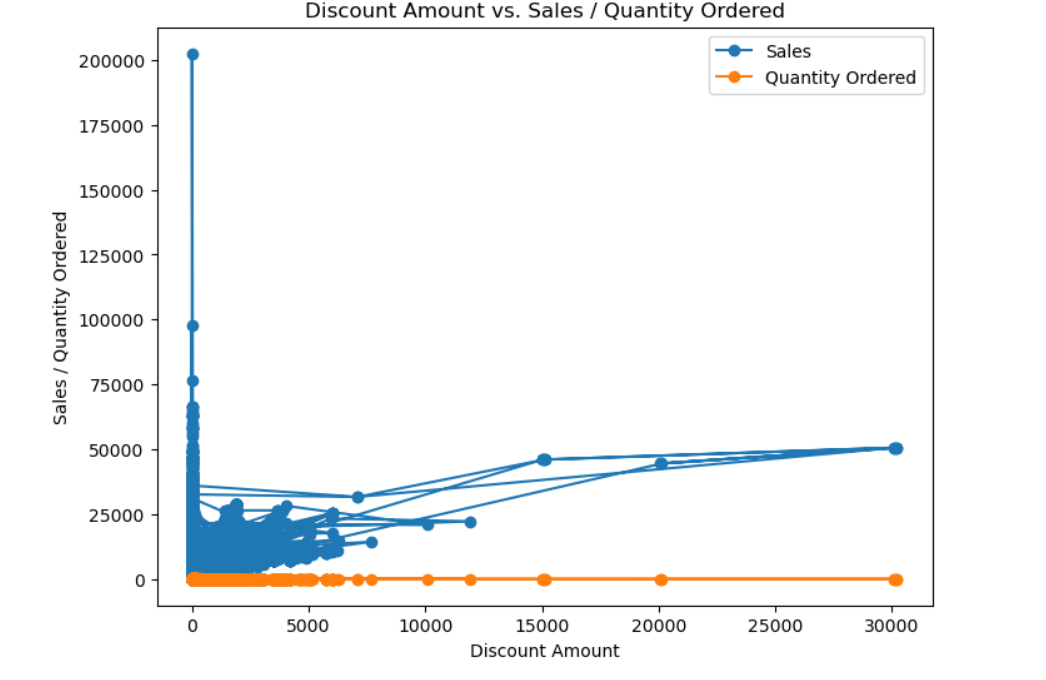 Discount Amount vs. Sales / Quantity Ordered
Sales
Quantity Ordered
Sales / Quantity Ordered
200000
175000
150000
125000
100000
75000
50000
25000
0
0 5000 10000 15000 20000 25000 30000
Discount Amount